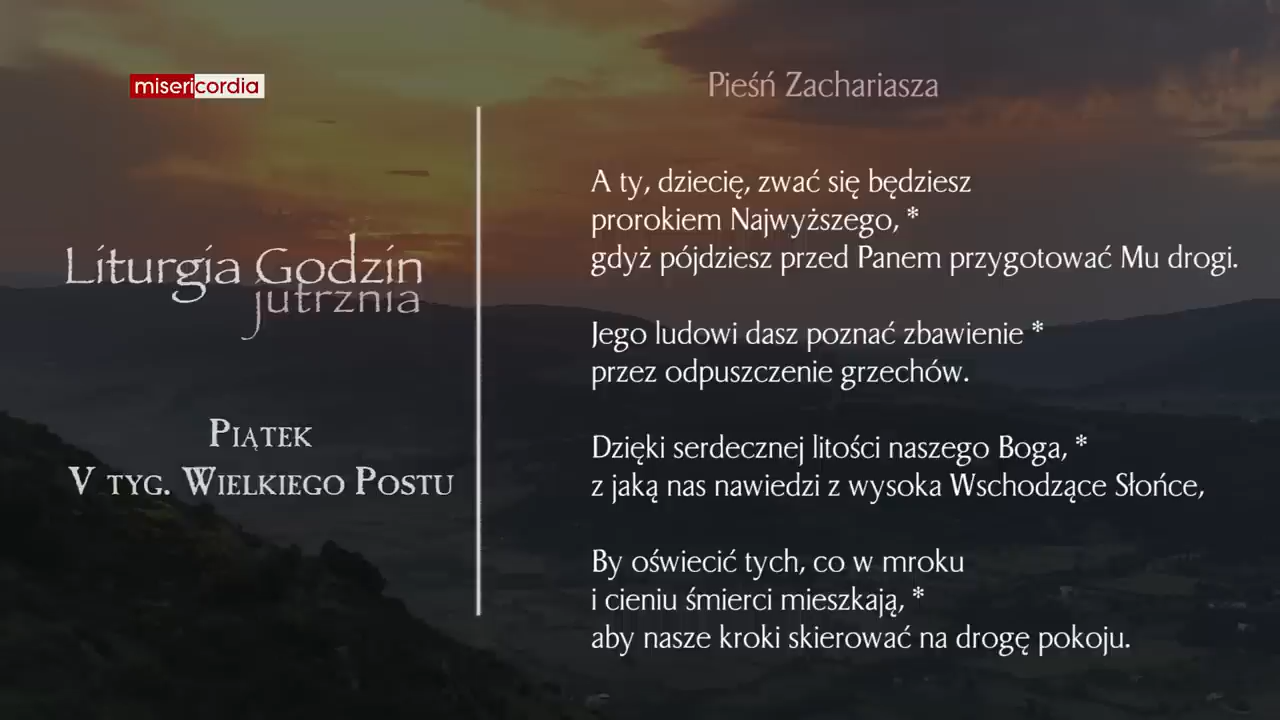 misericordia
Liturgia Godzin
jutrznia
Piątek
V tyg. Wielkiego Postu
Pieśń Zachariasza
A ty, dziecię, zwać się będziesz
prorokiem Najwyższego, *
gdyż pójdziesz przed Panem przygotować Mu drogi.
Jego ludowi dasz poznać zbawienie *
przez odpuszczenie grzechów.
Dzięki serdecznej litości naszego Boga, *
z jaką nas nawiedzi z wysoka Wschodzące Słońce,
By oświecić tych, co w mroku
i cieniu śmierci mieszkają, *
aby nasze kroki skierować na drogę pokoju.